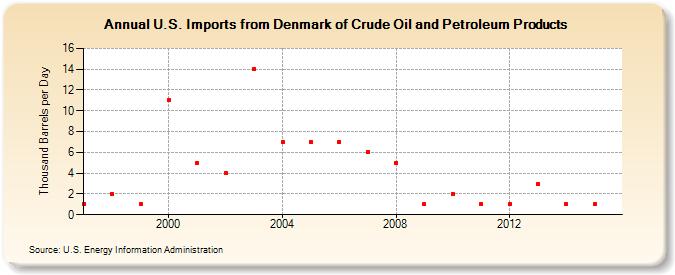 Annual U.S. Imports from Denmark of Crude Oil and Petroleum Products
Thousand Barrels per Day
16
14
12
10
8
6
4
2
0
2000 2004 2008 2012
Source: U.S. Energy Information Administration